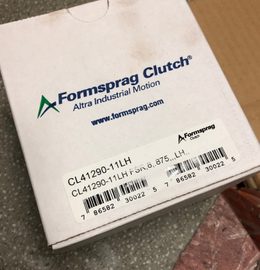 Formsprag Clutch®
Altra Industrial Motion
www.formsprag.com
Formsprag
Clutch
CL41290-11LH
CL41290-11LH FSR 8, 875...LH
7 86582 30022 5 7 86582 30022 5